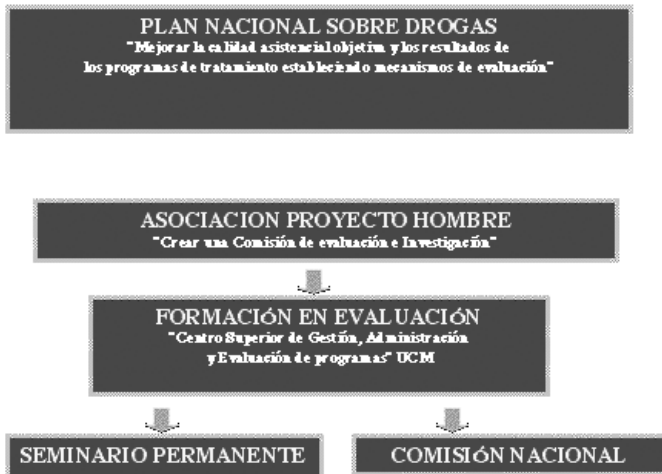 PLAN NACIONAL SOBRE DROGAS
"Mejorar la calidad asistencial objetiva y los resultados de
los programas de tratamiento estableciendo mecanismos de evaluación"
ASOCIACION PROYECTO HOMBRE
"Crear una Comisión de evaluación e Investigación"
FORMACIÓN EN EVALUACIÓN
"Centro Superior de Gestión, Administración
y Evaluación de programas" UCM
SEMINARIO PERMANENTE
COMISIÓN NACIONAL